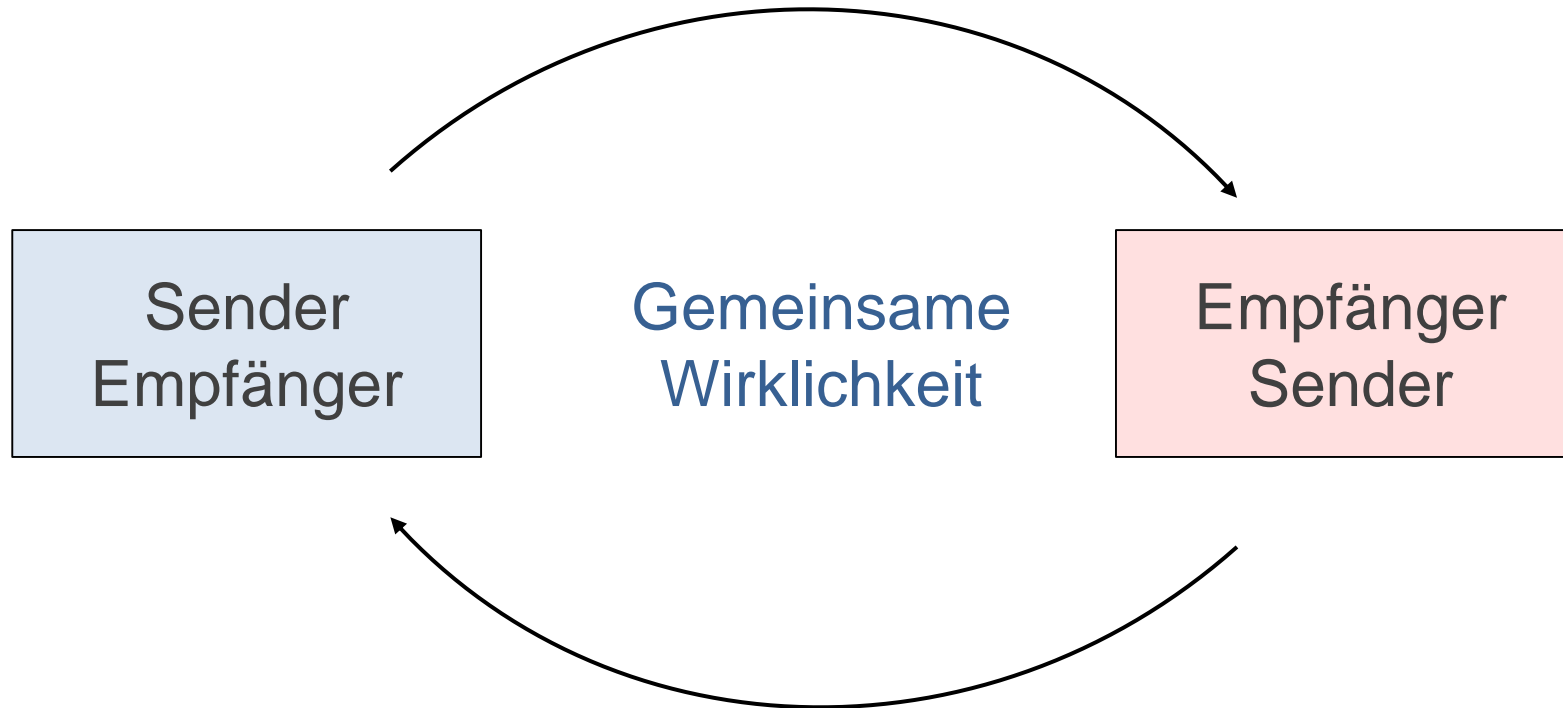 Sender
Empfänger
Gemeinsame
Wirklichkeit
Empfänger
Sender